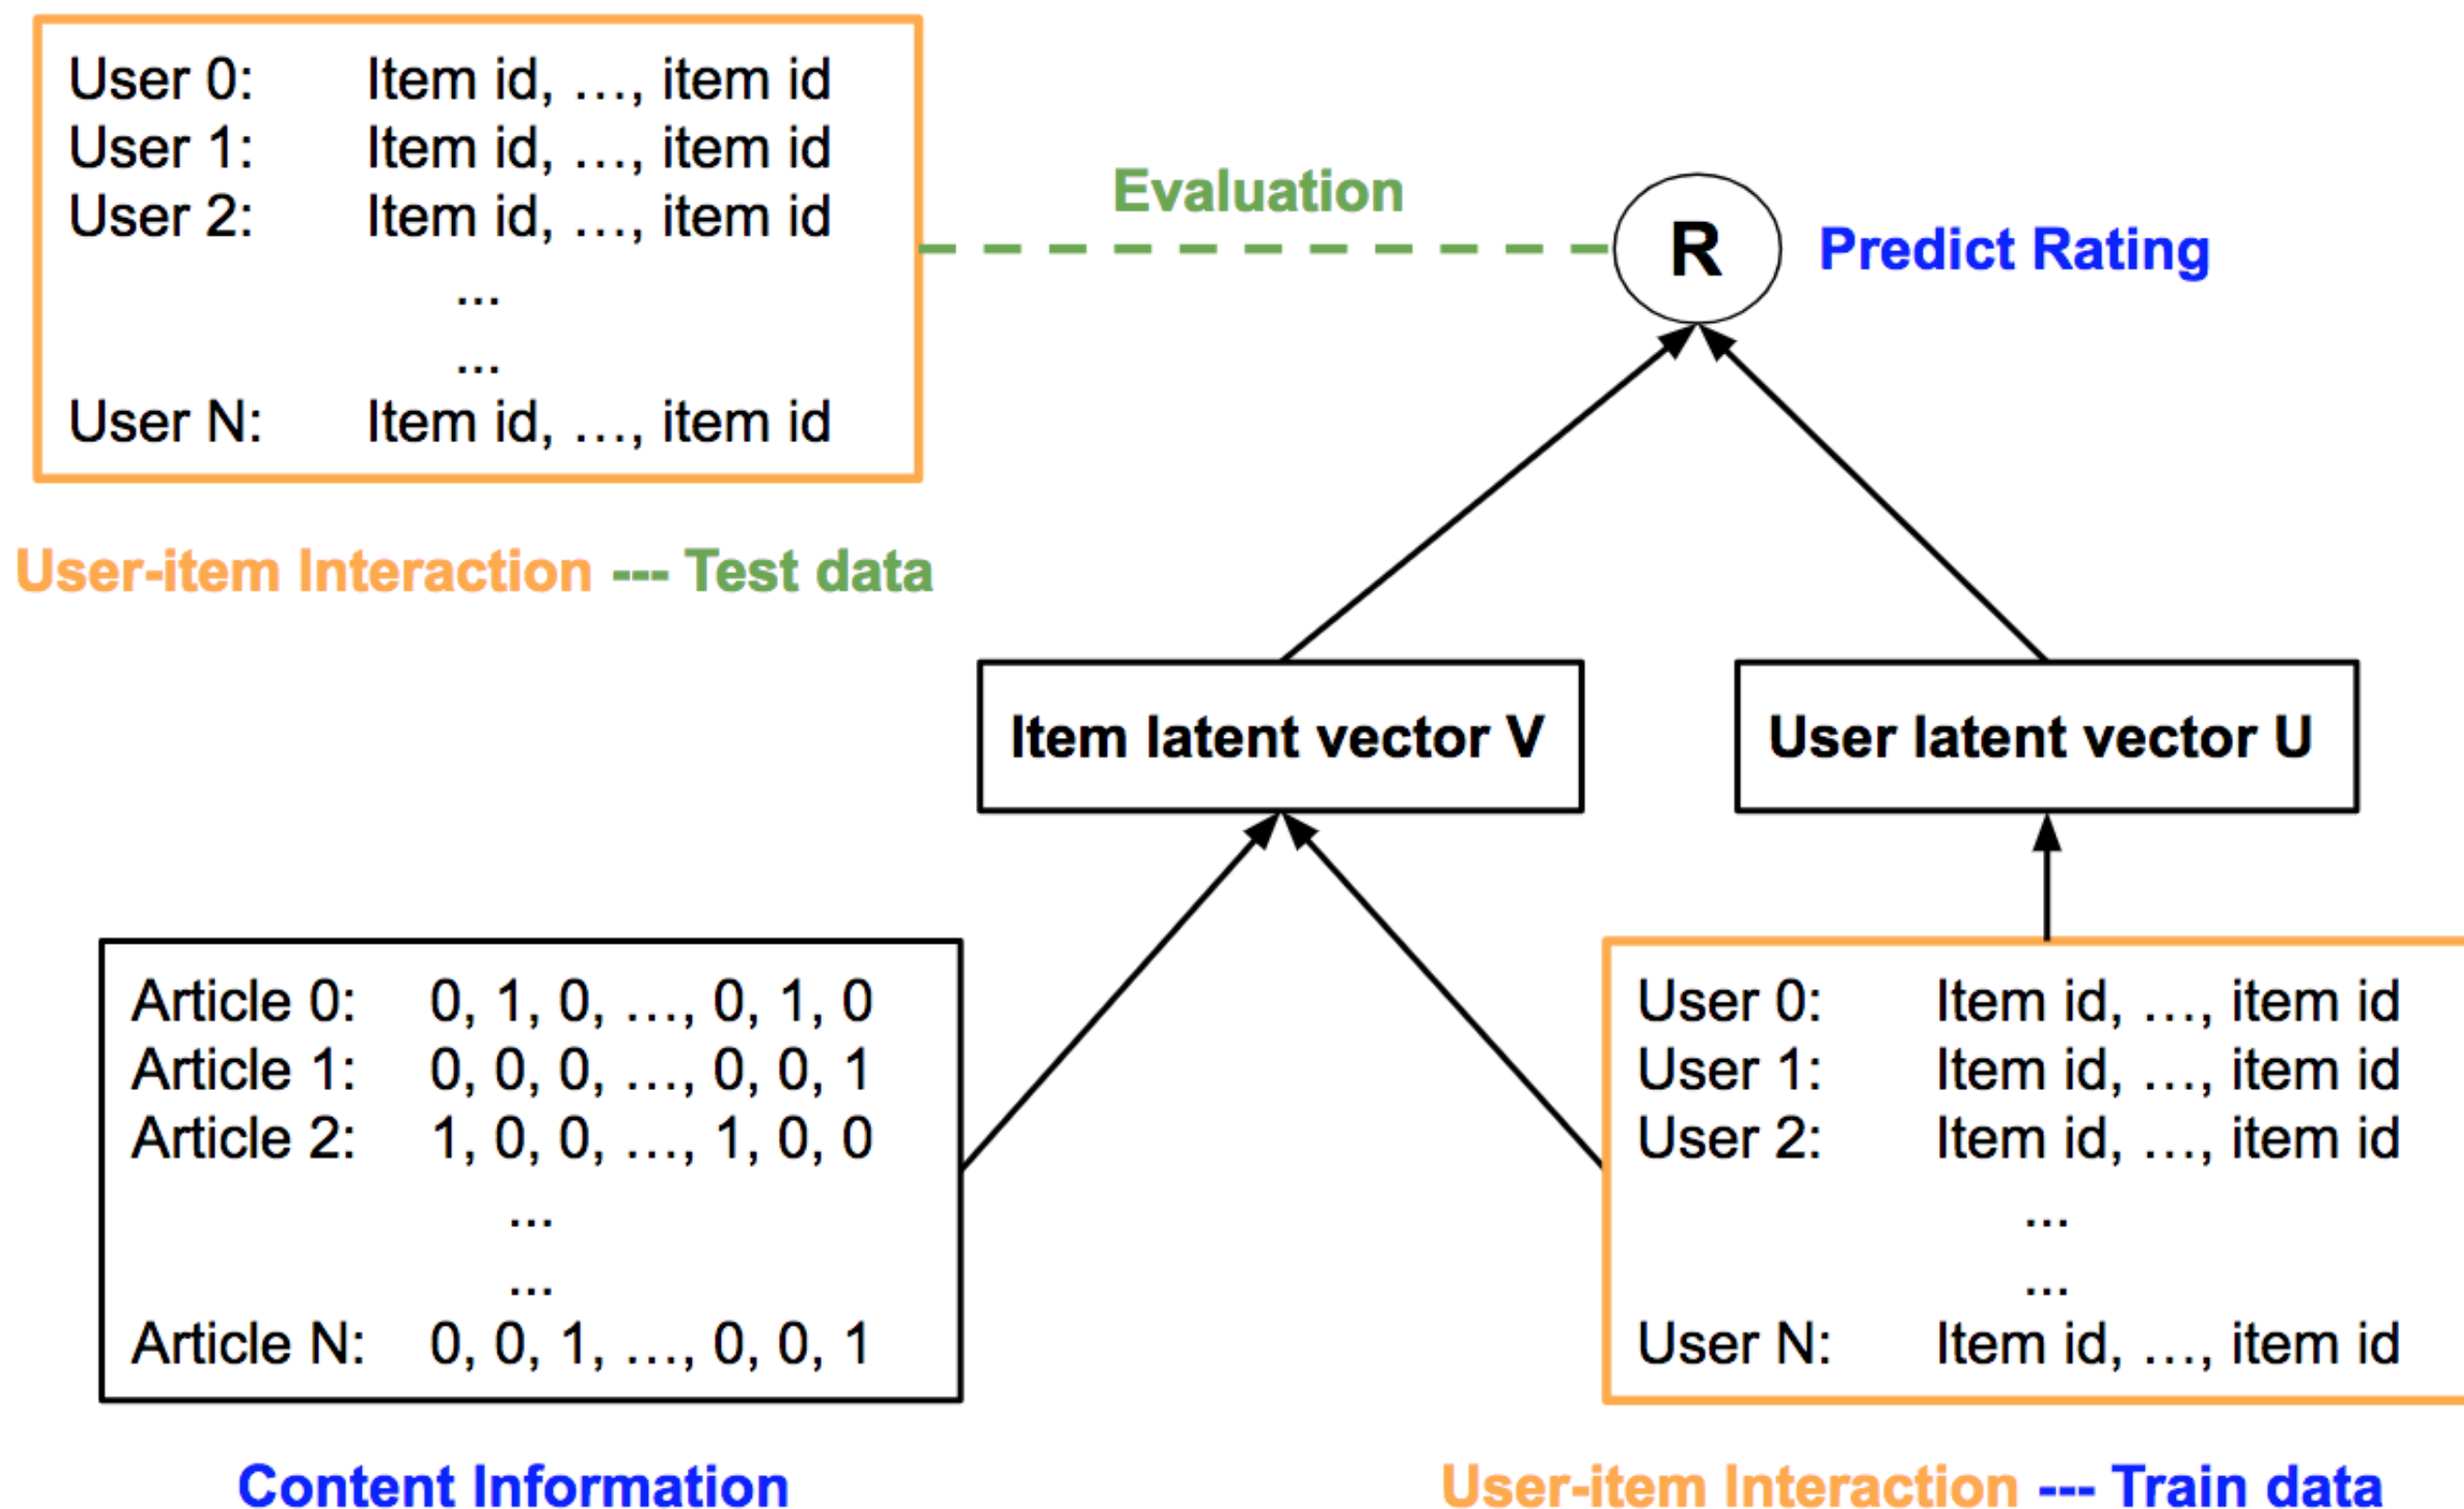 User 0: Item id, …, item id
User 1: Item id, …, item id
User 2: Item id, …, item id
...
...
User N: Item id, …, item id
User-item Interaction --- Test data
Evaluation
R
Predict Rating
Item latent vector V
User latent vector U
Article 0: 0, 1, 0, …, 0, 1, 0
Article 1: 0, 0, 0, …, 0, 0, 1
Article 2: 1, 0, 0, …, 1, 0, 0
...
...
Article N: 0, 0, 1, …, 0, 0, 1
Content Information
User 0: Item id, …, item id
User 1: Item id, …, item id
User 2: Item id, …, item id
...
...
User N: Item id, …, item id
User-item Interaction --- Train data